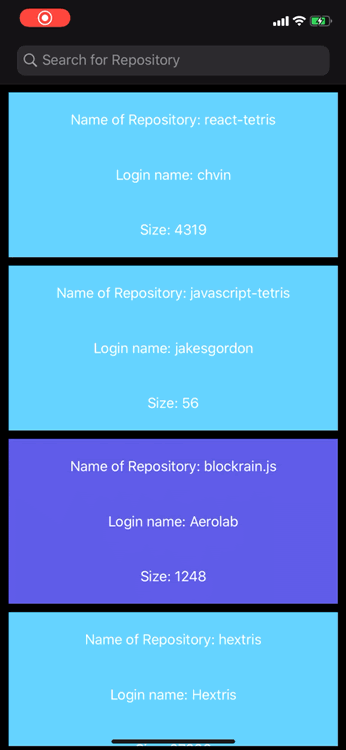 Search for Repository
Name of Repository: react-tetris
Login name: chvin
Size: 4319
Name of Repository: javascript-tetris
Login name: jakesgordon
Size: 56
Name of Repository: blockrain.js
Login name: Aerolab
Size: 1248
Name of Repository: hextris
Login name: Hextris